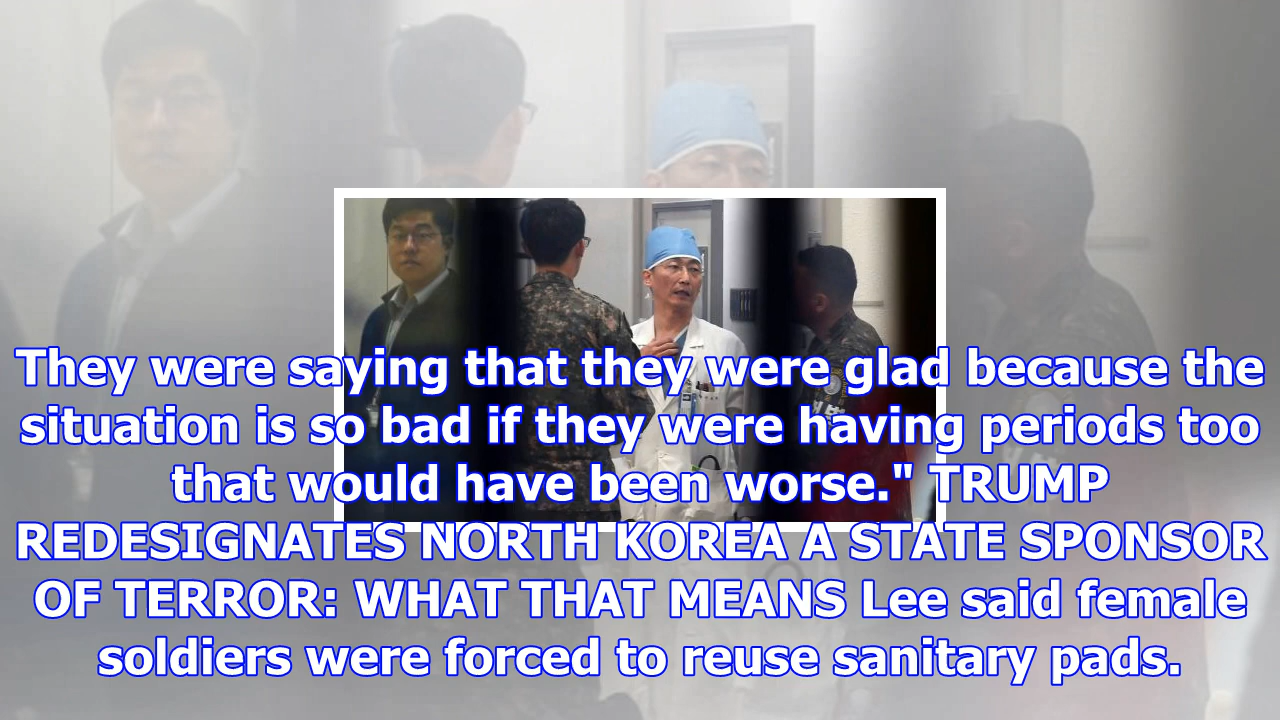 They were saying that they were glad because the
situation is so bad if they were having periods too
that would have been worse." TRUMP
REDESIGNATES NORTH KOREA A STATE SPONSOR
OF TERROR: WHAT THAT MEANS Lee said female
soldiers were forced to reuse sanitary pads.